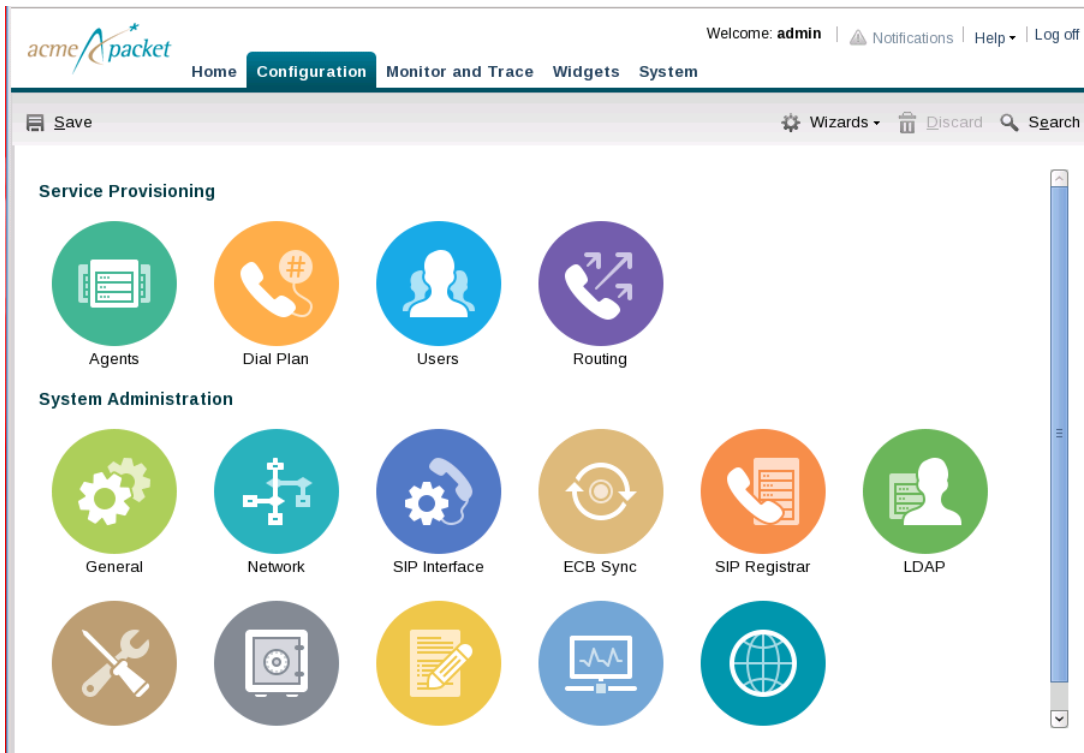 acme packet
Welcome: admin
Notifications
Help
Log off
Home
Configuration
Monitor and Trace
Widgets
System
Save
Wizards
Discard
Search
Service Provisioning
#
Agents
Dial Plan
Users
Routing
System Administration
General
Network
SIP Interface
ECB Sync
SIP Registrar
LDAP